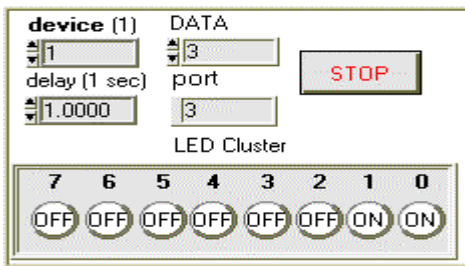 device (1) DATA
1 3
STOP
delay (1 sec) port
1.0000 3
LED Cluster
7 6 5 4 3 2 1 0
OFF OFF OFF OFF OFF OFF ON ON